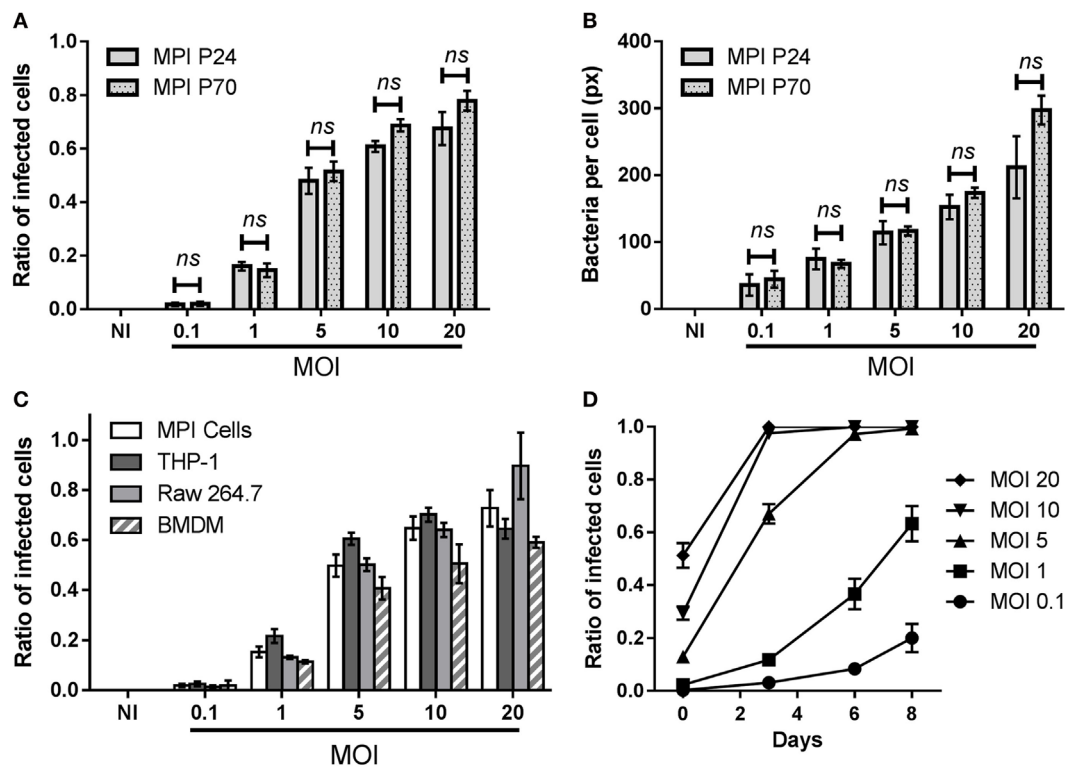 A
Ratio of infected cells
1.0
0.8
0.6
0.4
0.2
0.0
MPI P24
MPI P70
ns
ns
ns
ns
ns
NI
0.1
1
5
10
20
MOI
B
Bacteria per cell (px)
400
300
200
100
0
MPI P24
MPI P70
ns
ns
ns
ns
ns
NI
0.1
1
5
10
20
MOI
C
Ratio of infected cells
1.0
0.8
0.6
0.4
0.2
0.0
MPI Cells
THP-1
Raw 264.7
BMDM
NI
0.1
1
5
10
20
MOI
D
Ratio of infected cells
1.0
0.8
0.6
0.4
0.2
0.0
0
2
4
6
8
Days
MOI 20
MOI 10
MOI 5
MOI 1
MOI 0.1